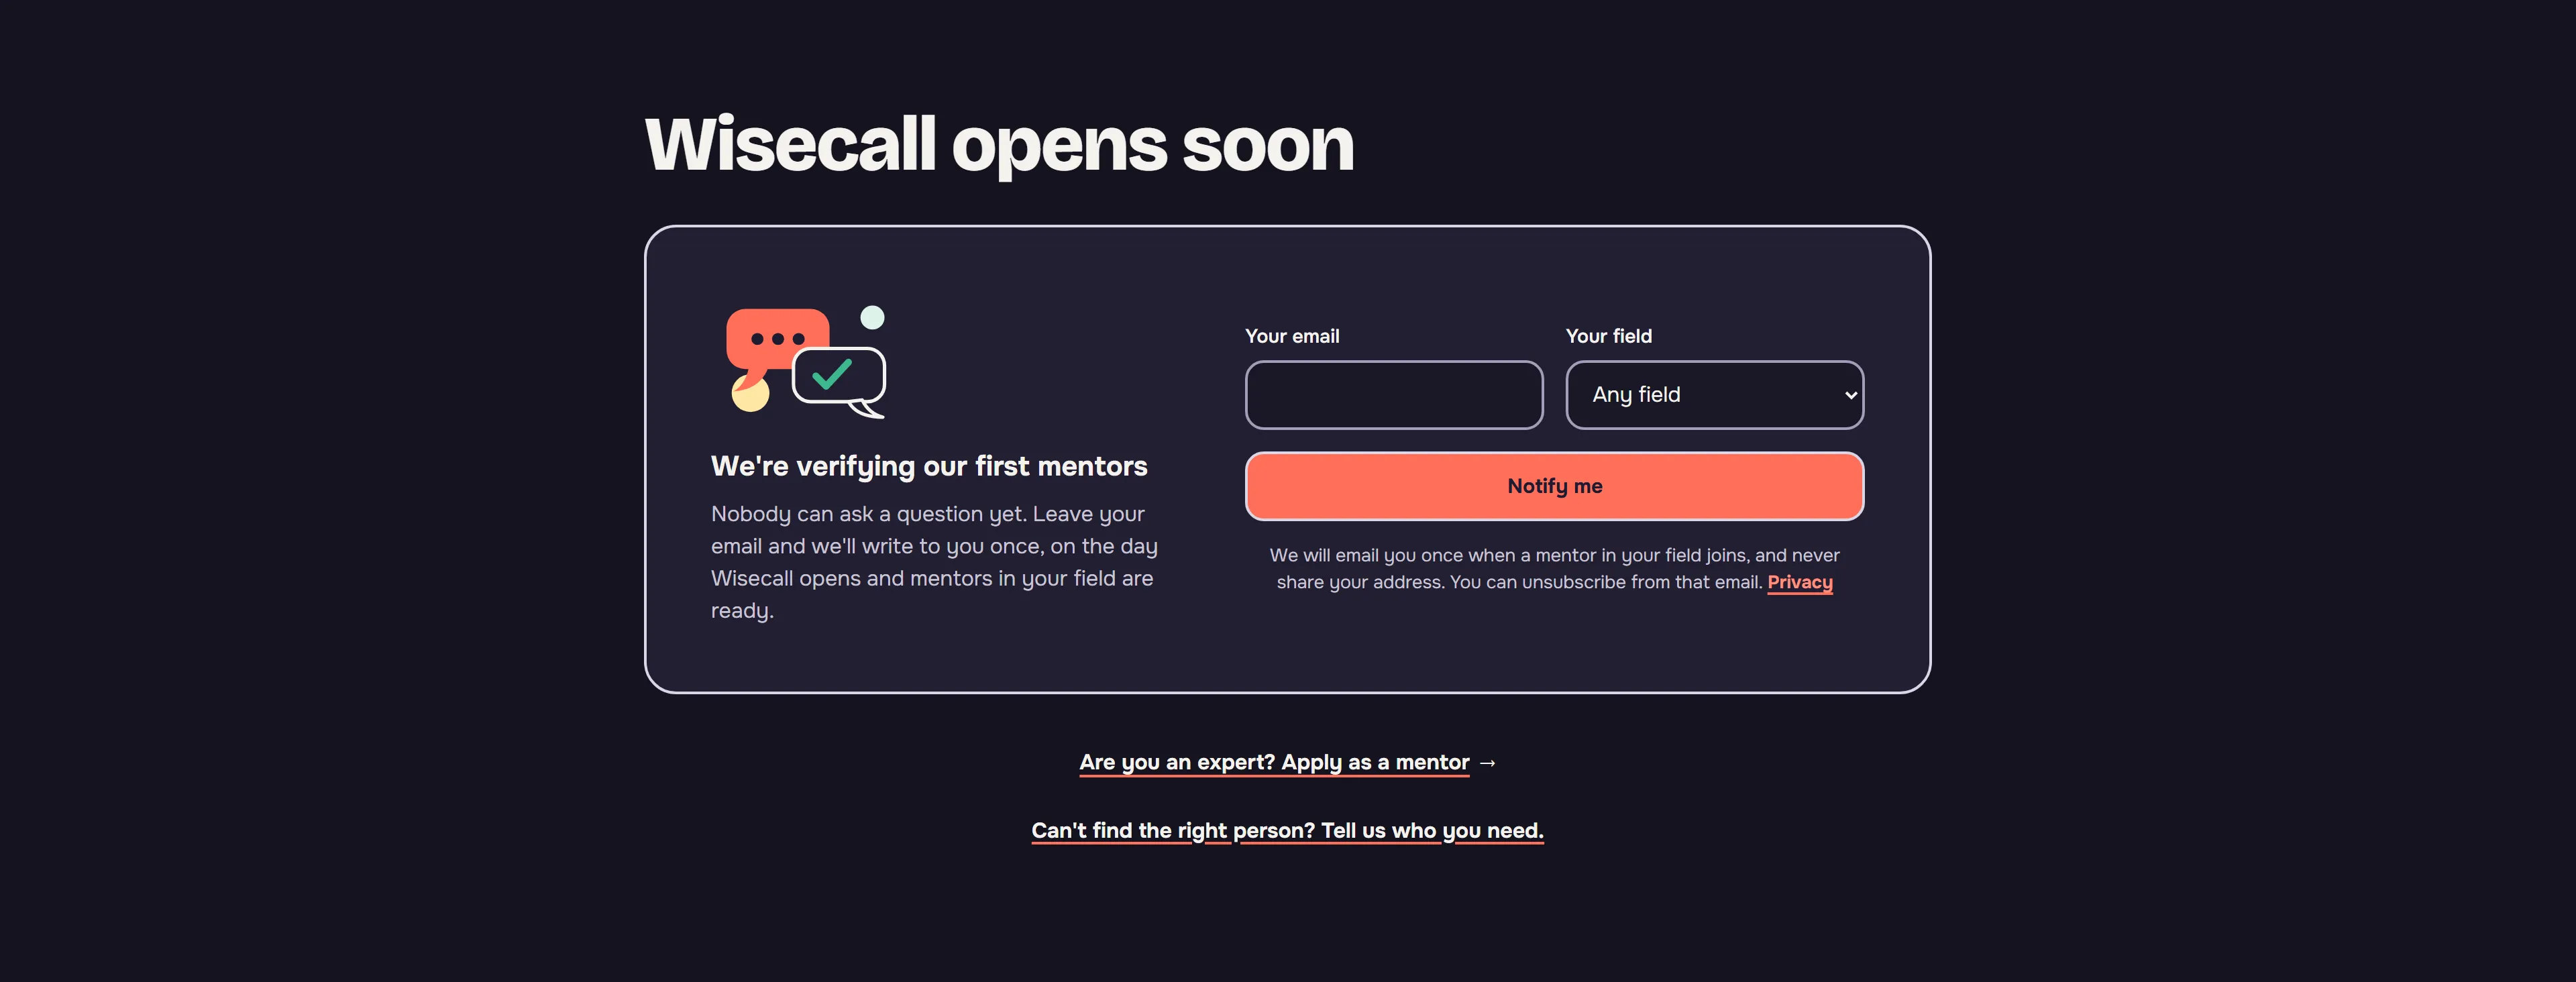 Wisecall opens soon
We're verifying our first mentors
Nobody can ask a question yet. Leave your
email and we'll write to you once, on the day
Wisecall opens and mentors in your field are
ready.
Your email
Your field
Any field
Notify me
We will email you once when a mentor in your field joins, and never
share your address. You can unsubscribe from that email. Privacy
Are you an expert? Apply as a mentor →
Can't find the right person? Tell us who you need.